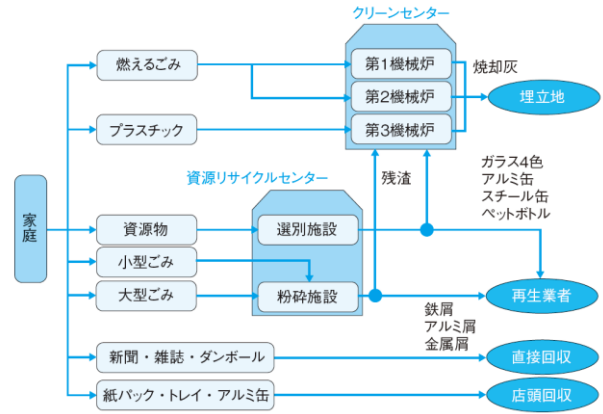 クリーンセンター
燃えるごみ
第1機械炉
焼却灰
第2機械炉
埋立地
プラスチック
第3機械炉
資源リサイクルセンター
残渣
ガラス4色
アルミ缶
スチール缶
ペットボトル
家庭
資源物
選別施設
小型ごみ
大型ごみ
粉砕施設
再生業者
鉄屑
アルミ屑
金属屑
新聞・雑誌・ダンボール
直接回収
紙パック・トレイ・アルミ缶
店頭回収